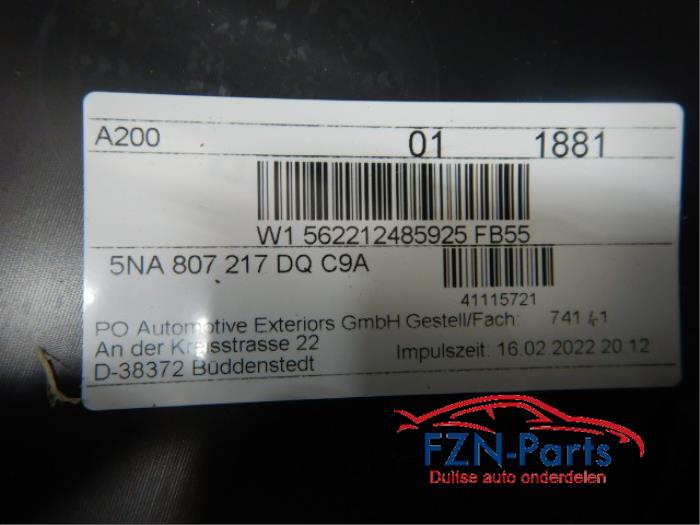 A200 01 1881
W1 562212485925 FB55
5NA 807 217 DQ C9A
41115721
PO Automotive Exteriors GmbH Gestell/Fach: 741 41
An der Kreisstrasse 22
Impulszeit: 16.02.2022 20:12
D-38372 Büddenstedt
FZN-Parts
Duitse auto onderdelen